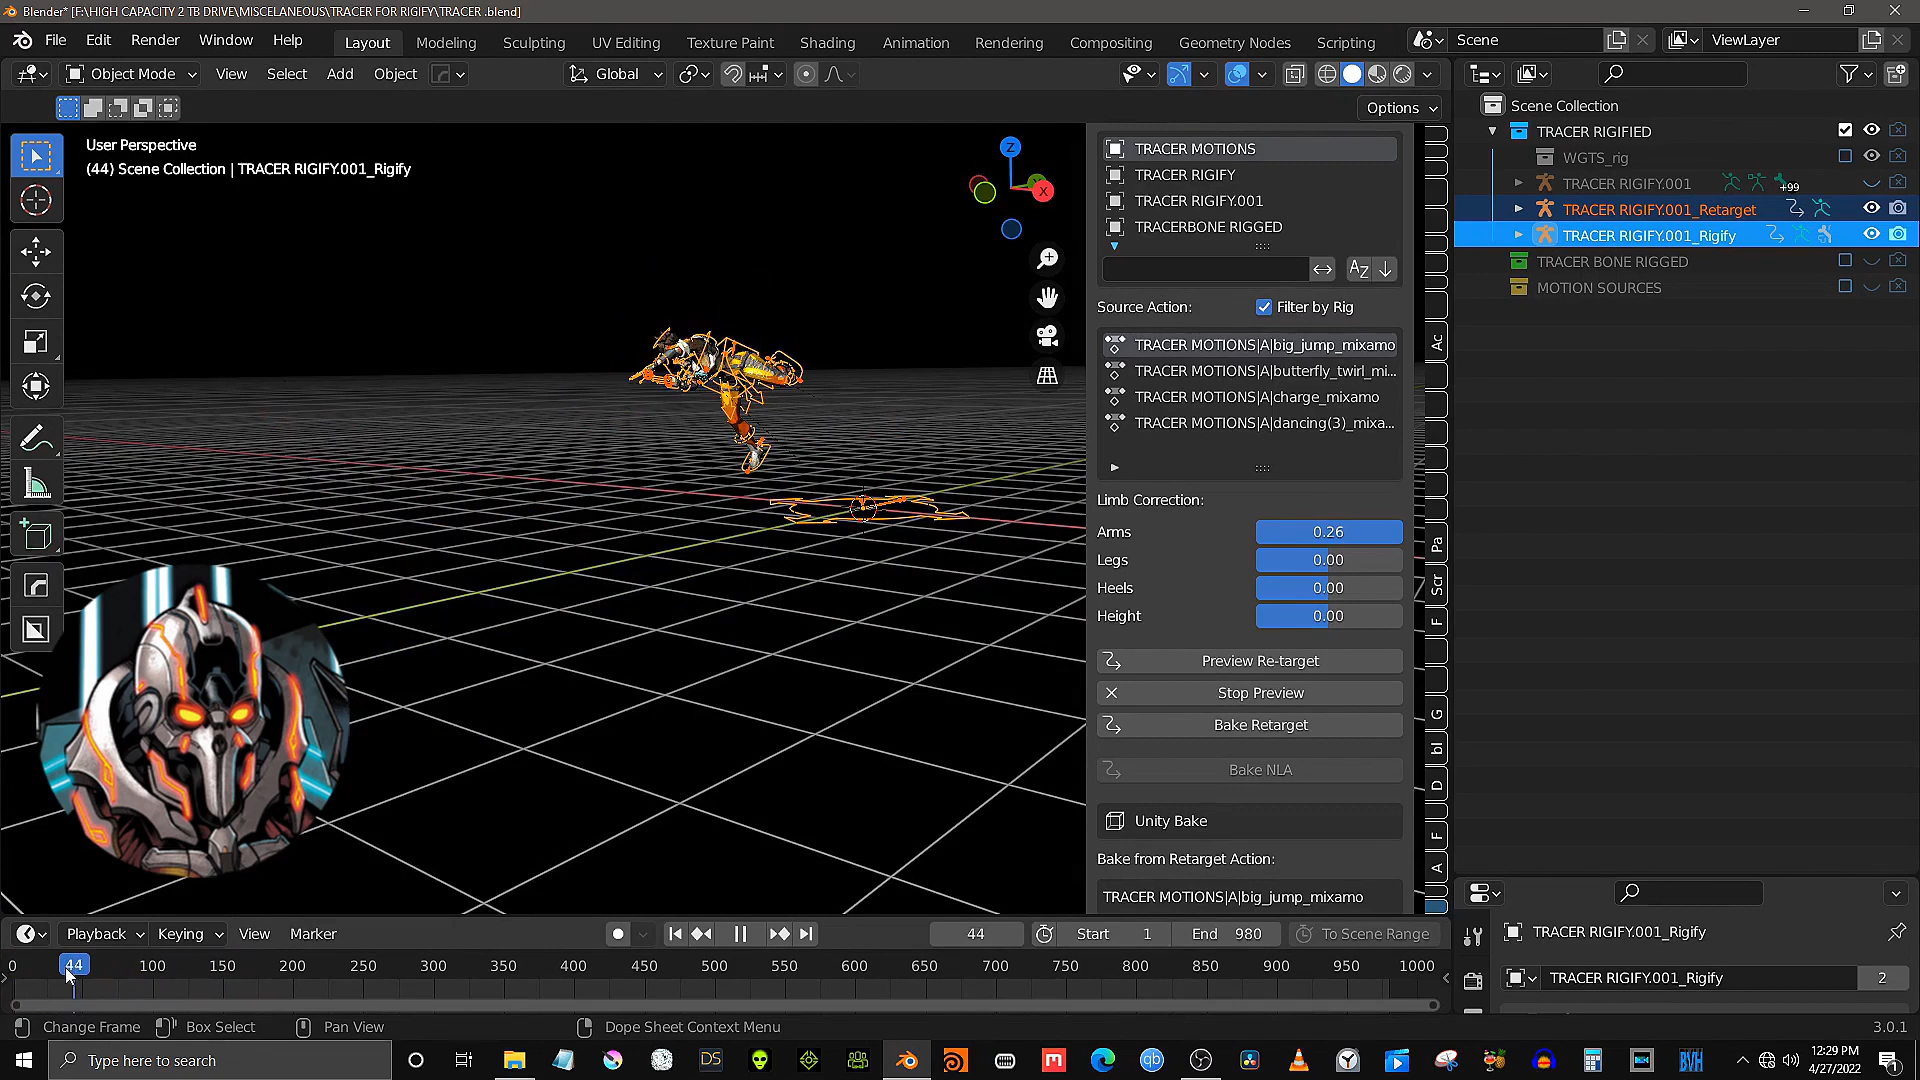 Blender* [F:\HIGH CAPACITY 2 TB DRIVE\MISCELANEOUS\TRACER FOR RIGIFY\TRACER .blend]
File Edit Render Window Help Layout Modeling Sculpting UV Editing Texture Paint Shading Animation Rendering Compositing Geometry Nodes Scripting Scene ViewLayer
Object Mode View Select Add Object Global
Options
User Perspective
(44) Scene Collection | TRACER RIGIFY.001_Rigify
Z
X
TRACER MOTIONS
TRACER RIGIFY
TRACER RIGIFY.001
TRACERBONE RIGGED
AZ
Source Action: Filter by Rig
TRACER MOTIONS|A|big_jump_mixamo
TRACER MOTIONS|A|butterfly_twirl_mi...
TRACER MOTIONS|A|charge_mixamo
TRACER MOTIONS|A|dancing(3)_mixa...
Limb Correction:
Arms 0.26
Legs 0.00
Heels 0.00
Height 0.00
Preview Re-target
Stop Preview
Bake Retarget
Bake NLA
Unity Bake
Bake from Retarget Action:
TRACER MOTIONS|A|big_jump_mixamo
Ac
Pa
Scr
F
G
bl
D
F
A
Scene Collection
TRACER RIGIFIED
WGTS_rig
TRACER RIGIFY.001 +99
TRACER RIGIFY.001_Retarget
TRACER RIGIFY.001_Rigify
TRACER BONE RIGGED
MOTION SOURCES
TRACER RIGIFY.001_Rigify
TRACER RIGIFY.001_Rigify 2
Playback Keying View Marker 44 Start 1 End 980 To Scene Range
0 44 100 150 200 250 300 350 400 450 500 550 600 650 700 750 800 850 900 950 1000
Change Frame Box Select Pan View Dope Sheet Context Menu 3.0.1
Type here to search
DS
M
qb
BVH
12:29 PM
4/27/2022
1